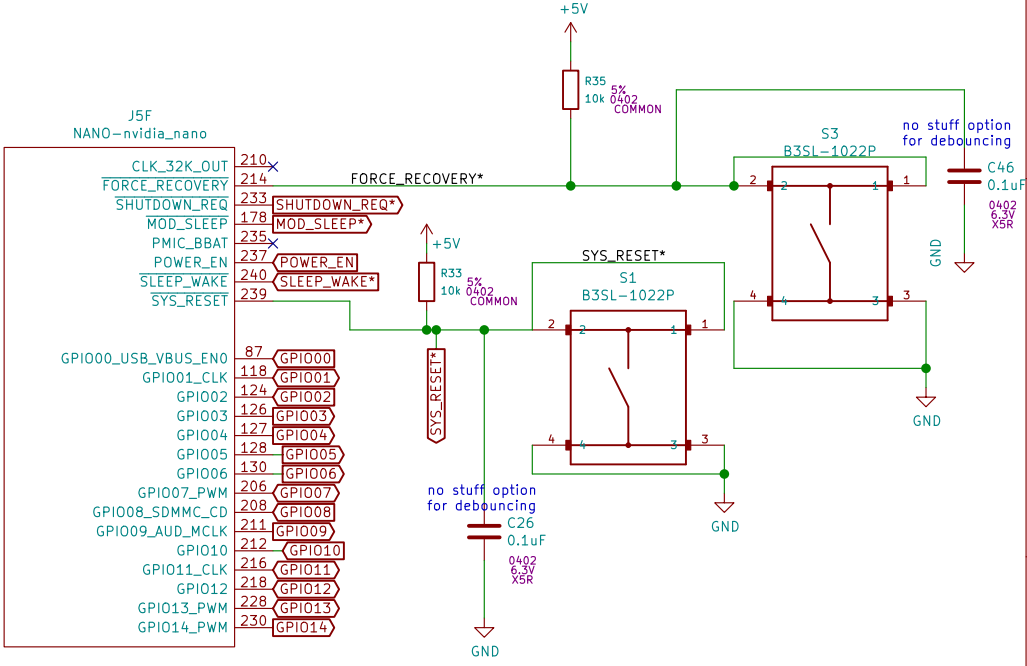 +5V
R35
10k
5%
0402
COMMON
J5F
NANO-nvidia_nano
no stuff option
for debouncing
S3
B3SL-1022P
C46
0.1uF
0402
6.3V
X5R
GND
CLK_32K_OUT 210
FORCE_RECOVERY 214 FORCE_RECOVERY*
SHUTDOWN_REQ 233 SHUTDOWN_REQ*
MOD_SLEEP 178 MOD_SLEEP*
PMIC_BBAT 235
POWER_EN 237 POWER_EN
SLEEP_WAKE 240 SLEEP_WAKE*
SYS_RESET 239
2 2 1 1
4 4 3 3
GND
+5V
R33
10k
5%
0402
COMMON
SYS_RESET*
SYS_RESET*
S1
B3SL-1022P
2 2 1 1
4 4 3 3
GND
GPIO00_USB_VBUS_EN0 87 GPIO00
GPIO01_CLK 118 GPIO01
GPIO02 124 GPIO02
GPIO03 126 GPIO03
GPIO04 127 GPIO04
GPIO05 128 GPIO05
GPIO06 130 GPIO06
GPIO07_PWM 206 GPIO07
GPIO08_SDMMC_CD 208 GPIO08
GPIO09_AUD_MCLK 211 GPIO09
GPIO10 212 GPIO10
GPIO11_CLK 216 GPIO11
GPIO12 218 GPIO12
GPIO13_PWM 228 GPIO13
GPIO14_PWM 230 GPIO14
no stuff option
for debouncing
C26
0.1uF
0402
6.3V
X5R
GND